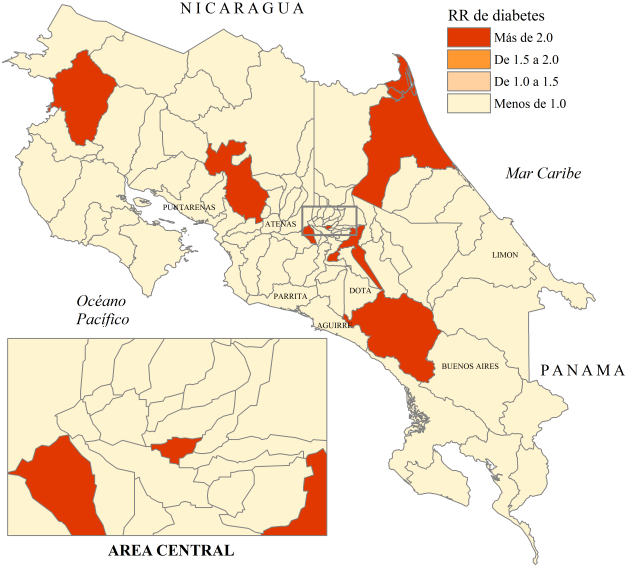 NICARAGUA
RR de diabetes
Más de 2.0
De 1.5 a 2.0
De 1.0 a 1.5
Menos de 1.0
Mar Caribe
PUNTARENAS
ATENAS
LIMON
DOTA
PARRITA
Océano
Pacífico
AGUIRRE
BUENOS AIRES
PANAMA
AREA CENTRAL